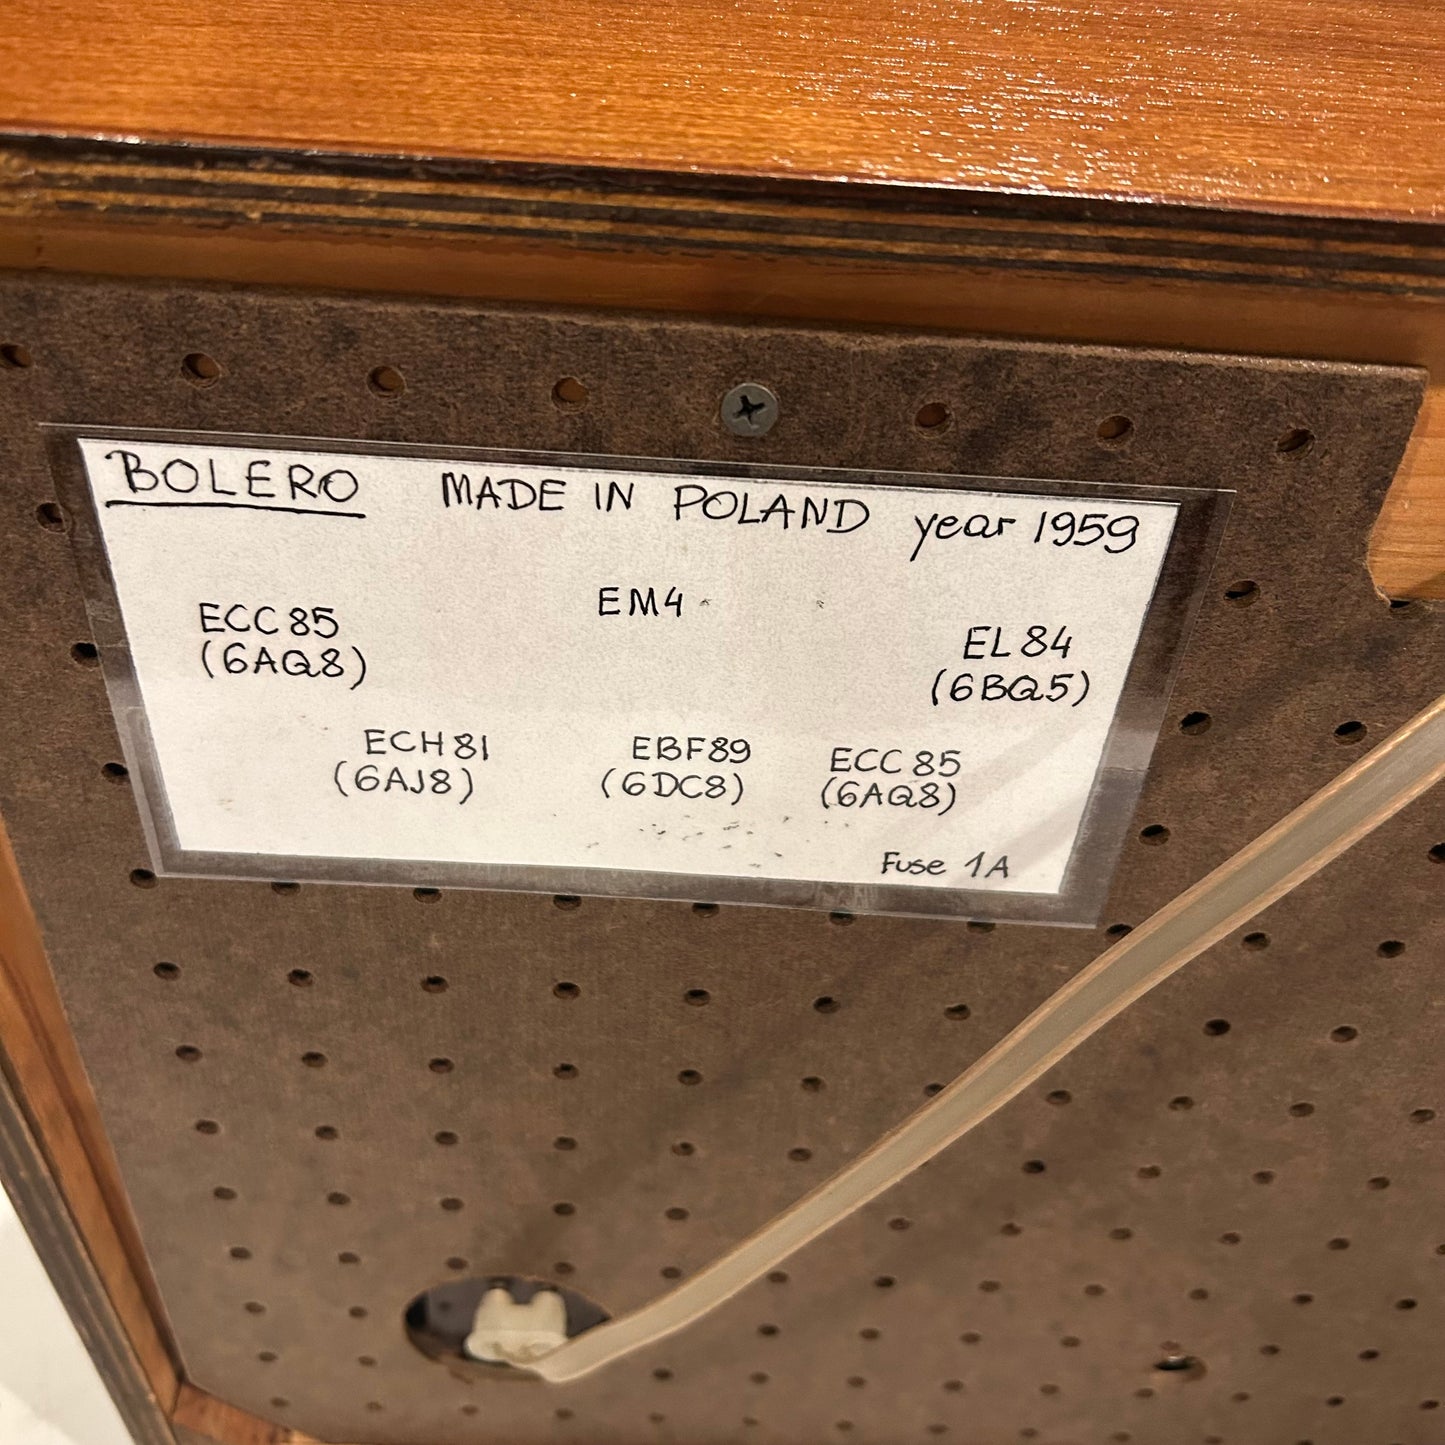 BOLERO MADE IN POLAND year 1959
EM4
ECC85
(6AQ8)
EL84
(6BQ5)
ECH81
(6AJ8)
EBF89
(6DC8)
ECC85
(6AQ8)
Fuse 1A